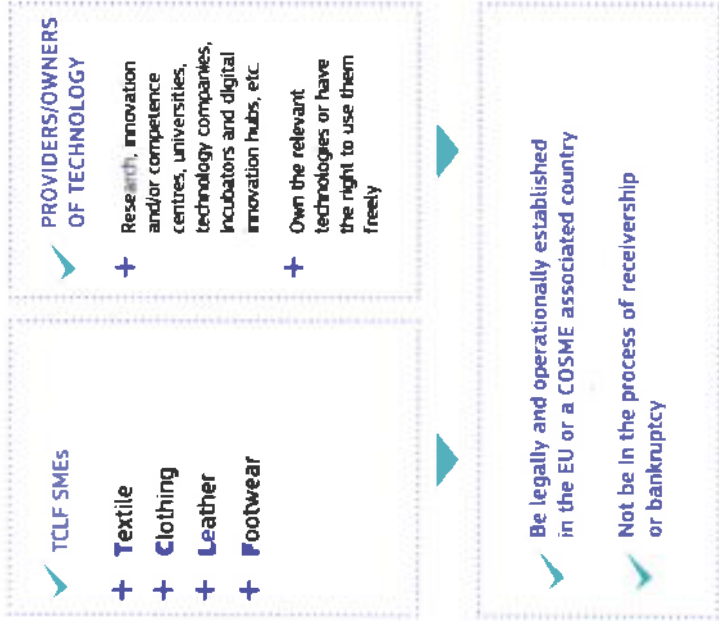 TCLF SMEs
+ Textile
+ Clothing
+ Leather
+ Footwear
PROVIDERS/OWNERS
OF TECHNOLOGY
+ Research, innovation
and/or competence
centres, universities,
technology companies,
incubators and digital
innovation hubs, etc
+ Own the relevant
technologies or have
the right to use them
freely
Be legally and operationally established
in the EU or a COSME associated country
Not be in the process of receivership
or bankruptcy